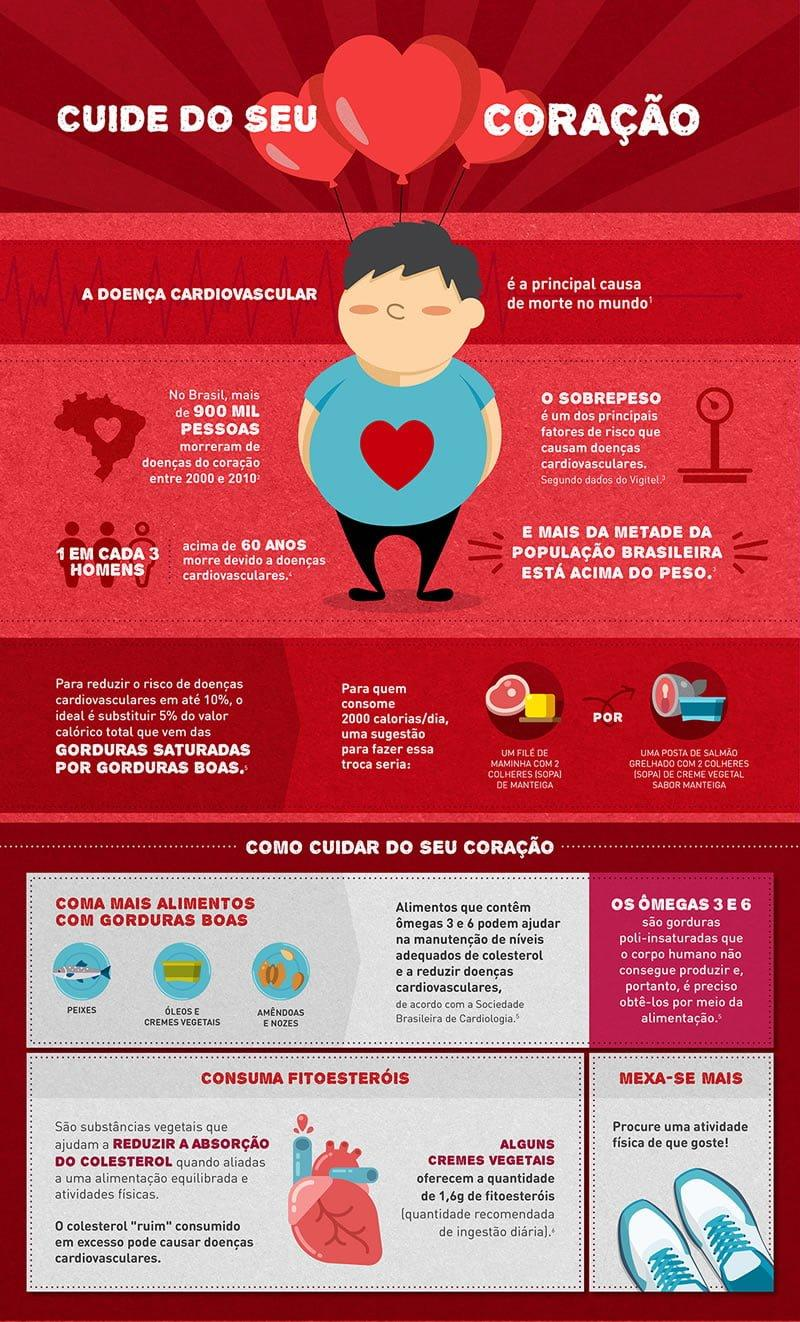 CUIDE DO SEU CORAÇÃO
A DOENÇA CARDIOVASCULAR
é a principal causa
de morte no mundo¹
No Brasil, mais
de 900 MIL
PESSOAS
morreram de
doenças do coração
entre 2000 e 2010²
O SOBREPESO
é um dos principais
fatores de risco que
causam doenças
cardiovasculares.
Segundo dados do Vigitel.³
1 EM CADA 3
HOMENS
acima de 60 ANOS
morre devido a doenças
cardiovasculares.⁴
E MAIS DA METADE DA
POPULAÇÃO BRASILEIRA
ESTÁ ACIMA DO PESO.³
Para reduzir o risco de doenças
cardiovasculares em até 10%, o
ideal é substituir 5% do valor
calórico total que vem das
GORDURAS SATURADAS
POR GORDURAS BOAS.⁵
Para quem
consome
2000 calorias/dia,
uma sugestão
para fazer essa
troca seria:
UM FILÉ DE
MAMINHA COM 2
COLHERES (SOPA)
DE MANTEIGA
POR
UMA POSTA DE SALMÃO
GRELHADO COM 2 COLHERES
(SOPA) DE CREME VEGETAL
SABOR MANTEIGA
COMO CUIDAR DO SEU CORAÇÃO
COMA MAIS ALIMENTOS
COM GORDURAS BOAS
PEIXES
ÓLEOS E
CREMES VEGETAIS
AMÊNDOAS
E NOZES
Alimentos que contêm
ômegas 3 e 6 podem ajudar
na manutenção de níveis
adequados de colesterol
e a reduzir doenças
cardiovasculares,
de acordo com a Sociedade
Brasileira de Cardiologia.⁵
OS ÔMEGAS 3 E 6
são gorduras
poli-insaturadas que
o corpo humano não
consegue produzir e,
portanto, é preciso
obtê-los por meio da
alimentação.⁵
CONSUMA FITOESTERÓIS
São substâncias vegetais que
ajudam a REDUZIR A ABSORÇÃO
DO COLESTEROL quando aliadas
a uma alimentação equilibrada e
atividades físicas.
O colesterol "ruim" consumido
em excesso pode causar doenças
cardiovasculares.
ALGUNS
CREMES VEGETAIS
oferecem a quantidade
de 1,6g de fitoesteróis
(quantidade recomendada
de ingestão diária).⁶
MEXA-SE MAIS
Procure uma atividade
física de que goste!